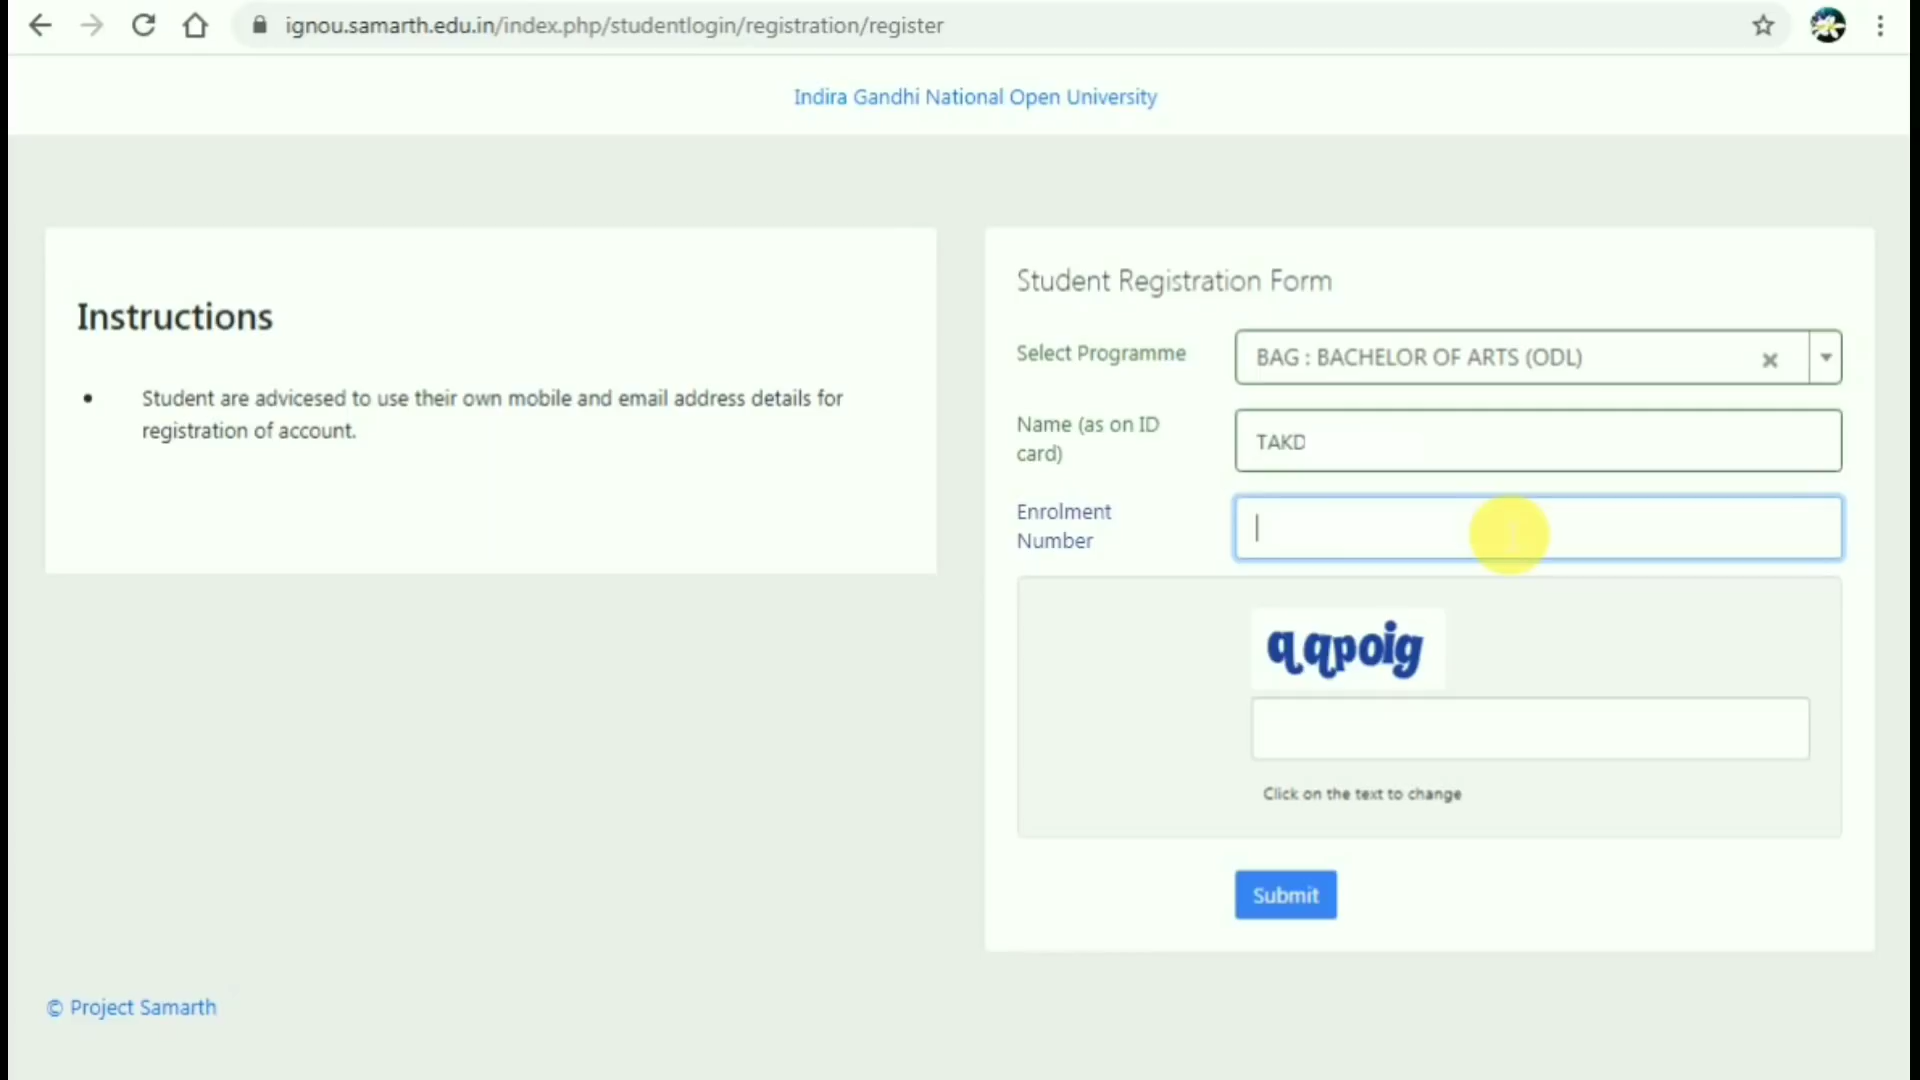 ignou.samarth.edu.in/index.php/studentlogin/registration/register
Indira Gandhi National Open University
Instructions
• Student are advicesed to use their own mobile and email address details for
registration of account.
Student Registration Form
Select Programme
BAG : BACHELOR OF ARTS (ODL)
Name (as on ID
card)
TAKD
Enrolment
Number
qqpoig
Click on the text to change
Submit
© Project Samarth